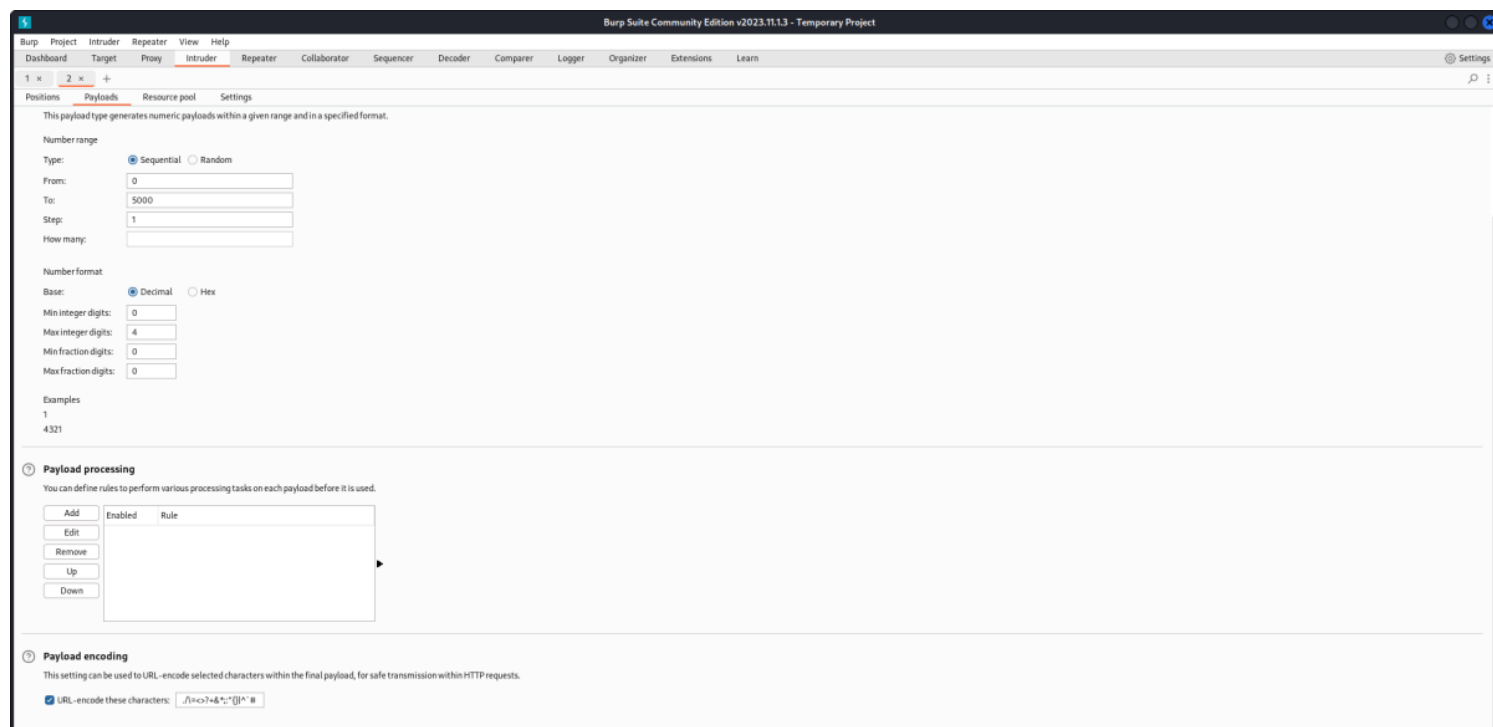 Burp Suite Community Edition v2023.11.1.3 - Temporary Project
Burp Project Intruder Repeater View Help
Dashboard Target Proxy Intruder Repeater Collaborator Sequencer Decoder Comparer Logger Organizer Extensions Learn Settings
1 × 2 × +
Positions Payloads Resource pool Settings
This payload type generates numeric payloads within a given range and in a specified format.
Number range
Type: Sequential Random
From: 0
To: 5000
Step: 1
How many:
Number format
Base: Decimal Hex
Min integer digits: 0
Max integer digits: 4
Min fraction digits: 0
Max fraction digits: 0
Examples
1
4321
? Payload processing
You can define rules to perform various processing tasks on each payload before it is used.
Add Enabled Rule
Edit
Remove
Up
Down
? Payload encoding
This setting can be used to URL-encode selected characters within the final payload, for safe transmission within HTTP requests.
URL-encode these characters: ./\=<>?+&*;:"{}|^`#